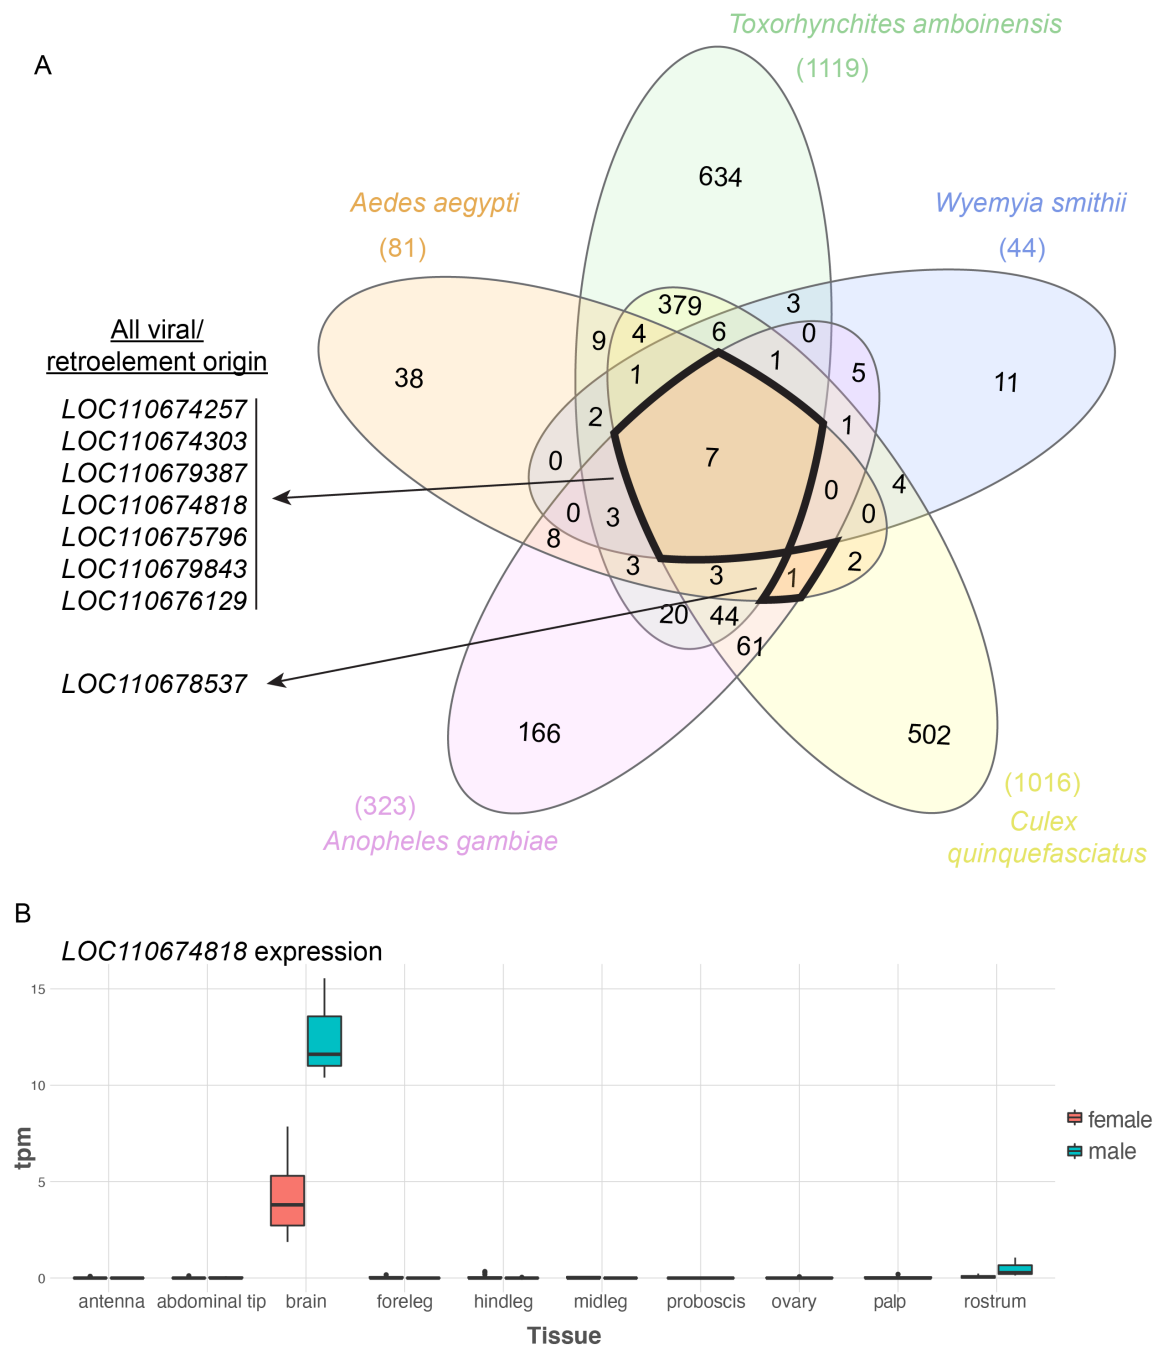 A
Toxorhynchites amboinensis
(1119)
Aedes aegypti
(81)
Wyemyia smithii
(44)
634
379
3
9
4
6
0
38
1
1
5
11
2
1
0
7
0
4
0
3
0
8
3
3
1
2
20
44
61
166
502
All viral/
retroelement origin
LOC110674257
LOC110674303
LOC110679387
LOC110674818
LOC110675796
LOC110679843
LOC110676129
LOC110678537
(323)
Anopheles gambiae
(1016)
Culex
quinquefasciatus
B
LOC110674818 expression
15
10
5
0
tpm
antenna abdominal tip brain foreleg hindleg midleg proboscis ovary palp rostrum
Tissue
female
male